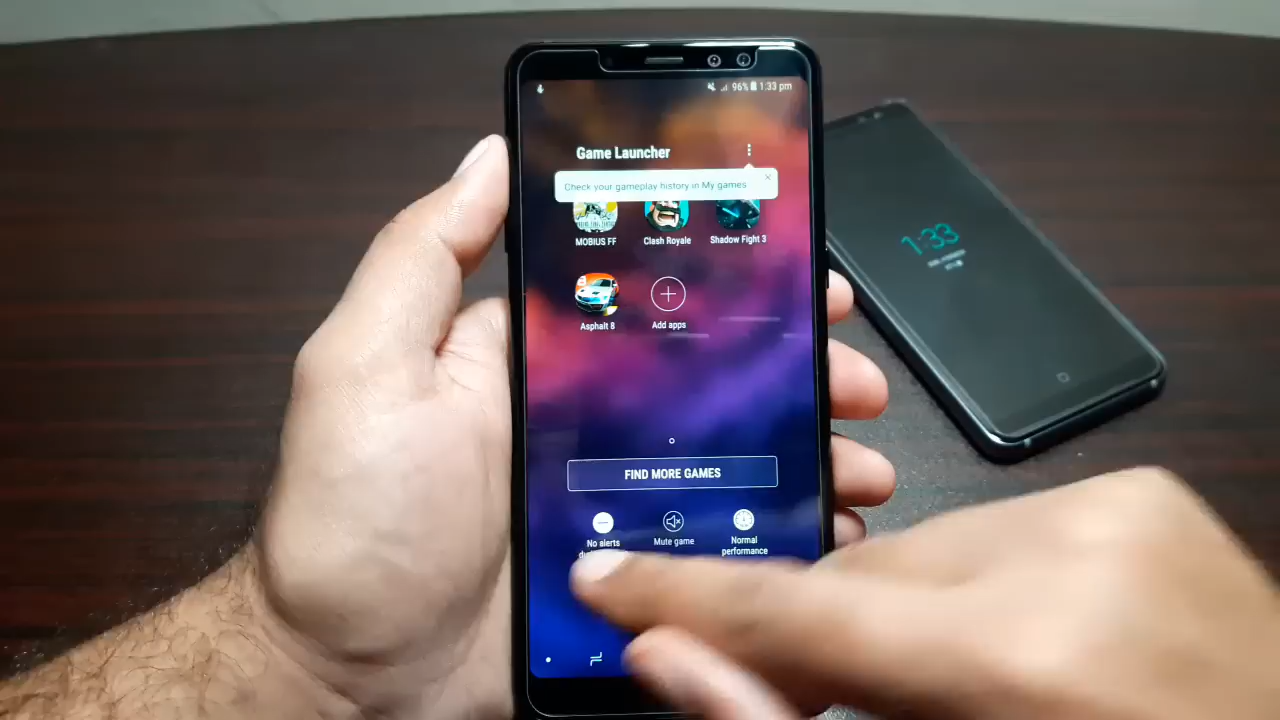 96% 1:33 pm
Game Launcher
Check your gameplay history in My games
MOBIUS FF
Clash Royale
Shadow Fight 3
Asphalt 8
Add apps
FIND MORE GAMES
No alerts
Mute game
Normal
performance
1:33